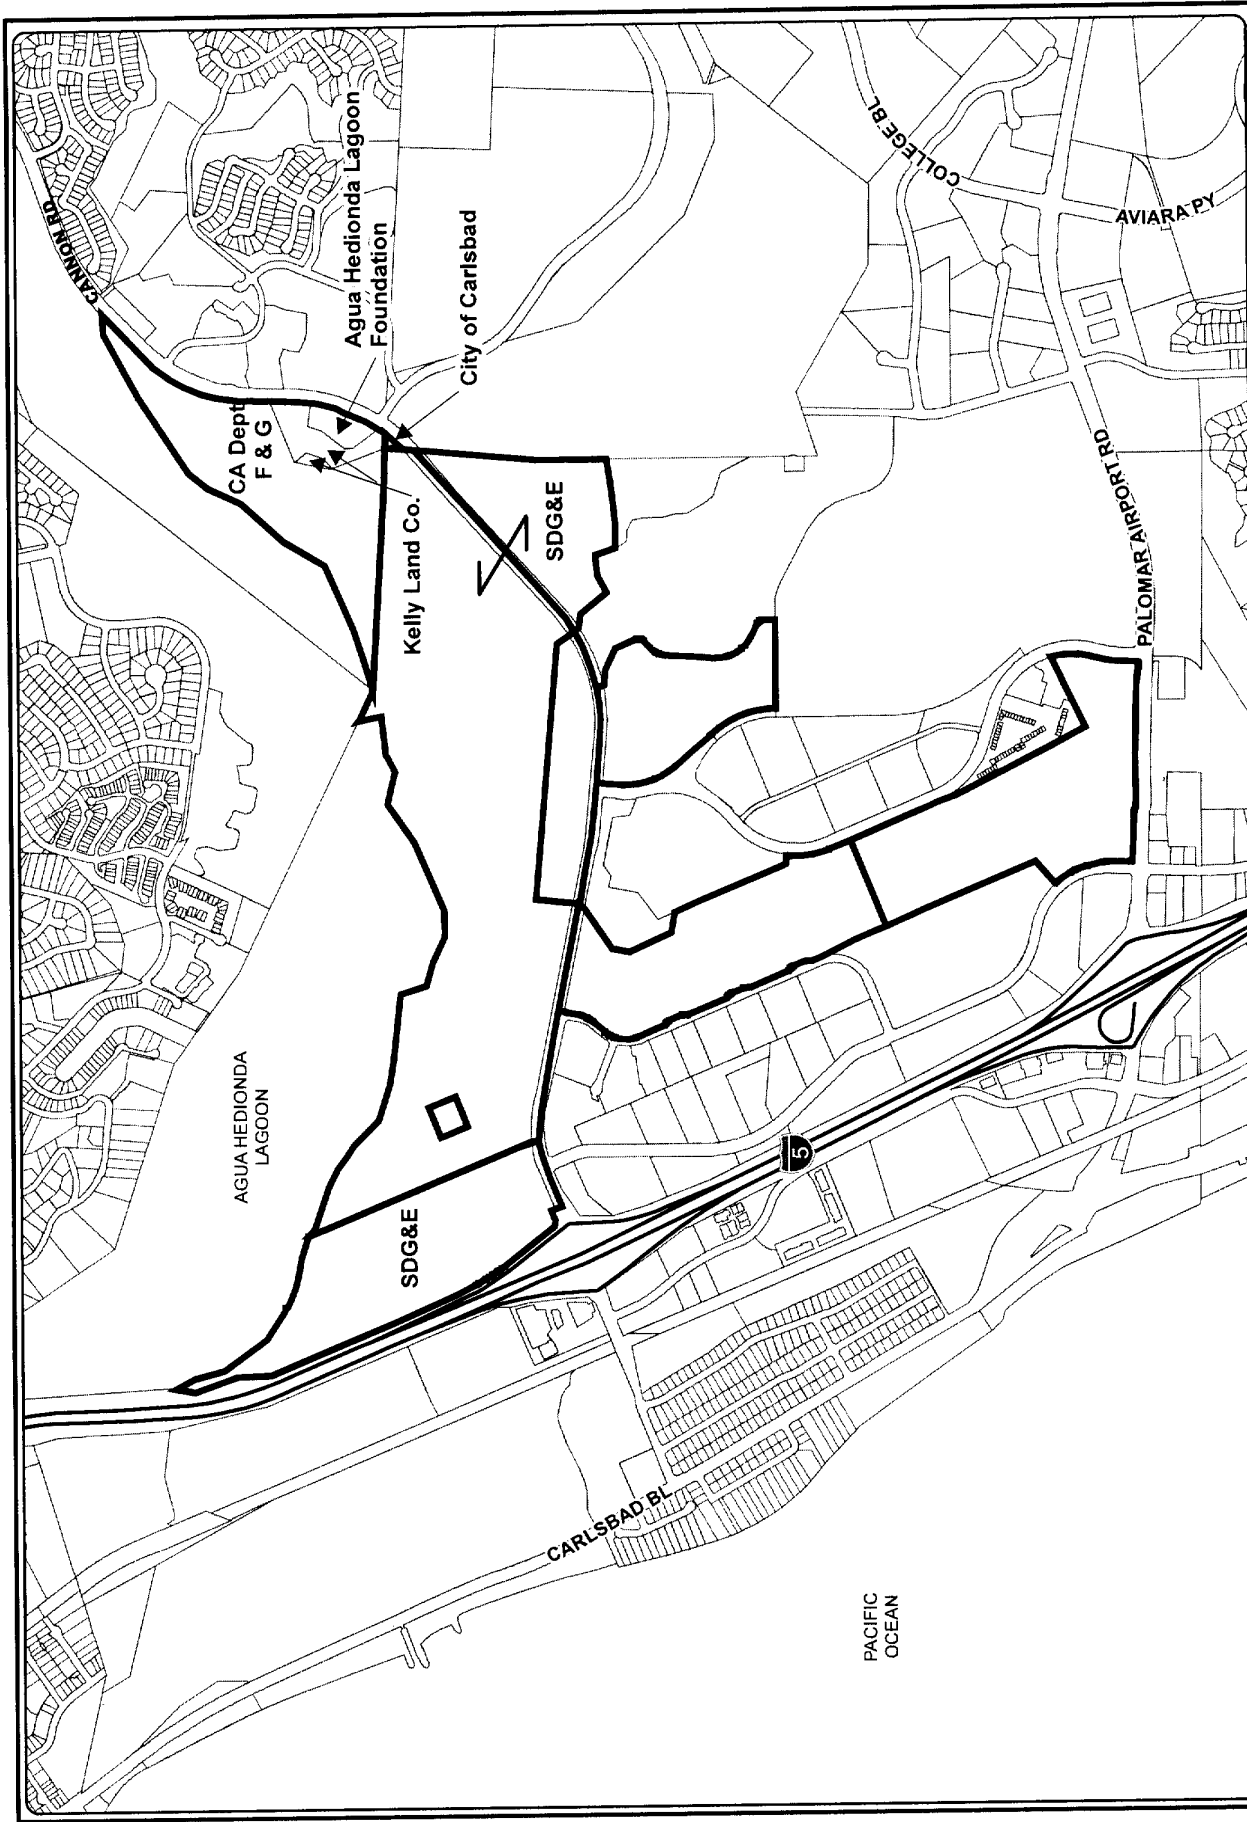 CANNON RD
Agua Hedionda Lagoon
Foundation
City of Carlsbad
CA Dept
F & G
Kelly Land Co.
SDG&E
COLLEGE BL
AVIARA PY
PALOMAR AIRPORT RD
AGUA HEDIONDA
LAGOON
SDG&E
5
CARLSBAD BL
PACIFIC
OCEAN